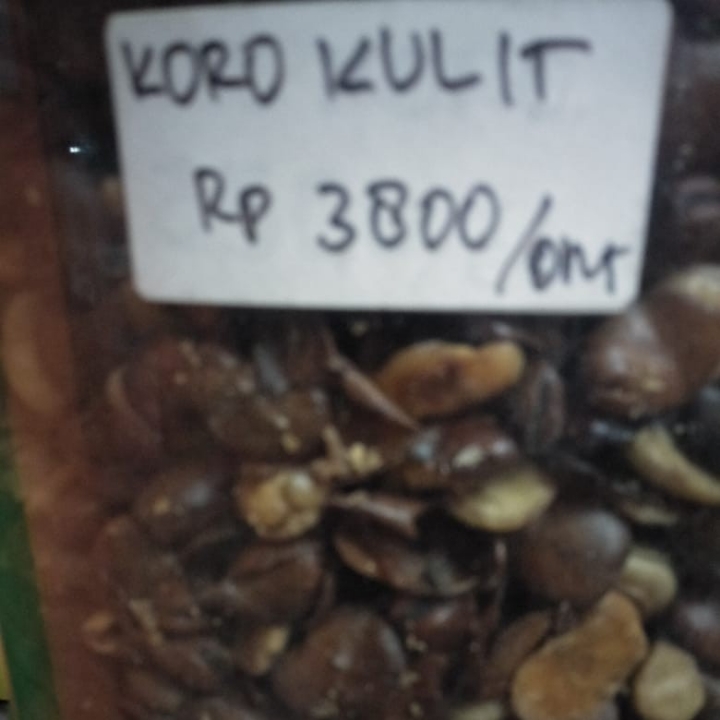 KORO KULIT
Rp 3800/ons